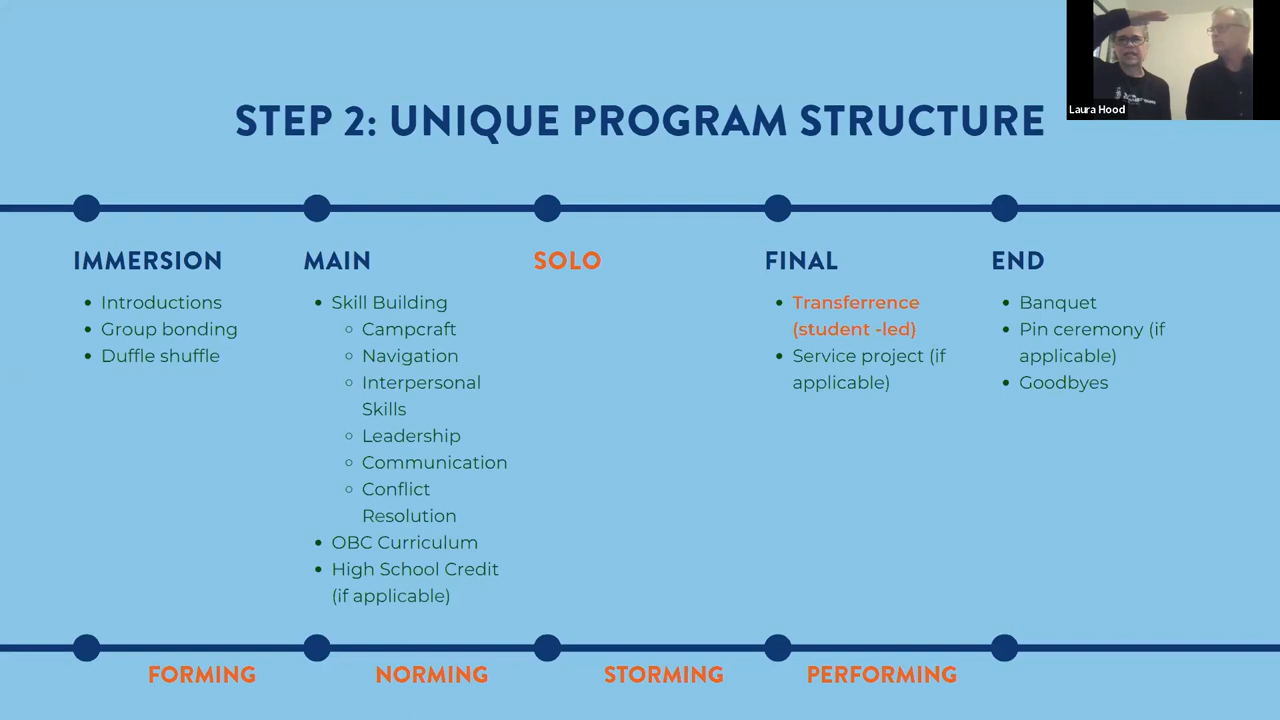 Laura Hood
STEP 2: UNIQUE PROGRAM STRUCTURE
IMMERSION
• Introductions
• Group bonding
• Duffle shuffle
MAIN
• Skill Building
◦ Campcraft
◦ Navigation
◦ Interpersonal
Skills
◦ Leadership
◦ Communication
◦ Conflict
Resolution
• OBC Curriculum
• High School Credit
(if applicable)
SOLO
FINAL
• Transferrence
(student -led)
• Service project (if
applicable)
END
• Banquet
• Pin ceremony (if
applicable)
• Goodbyes
FORMING
NORMING
STORMING
PERFORMING